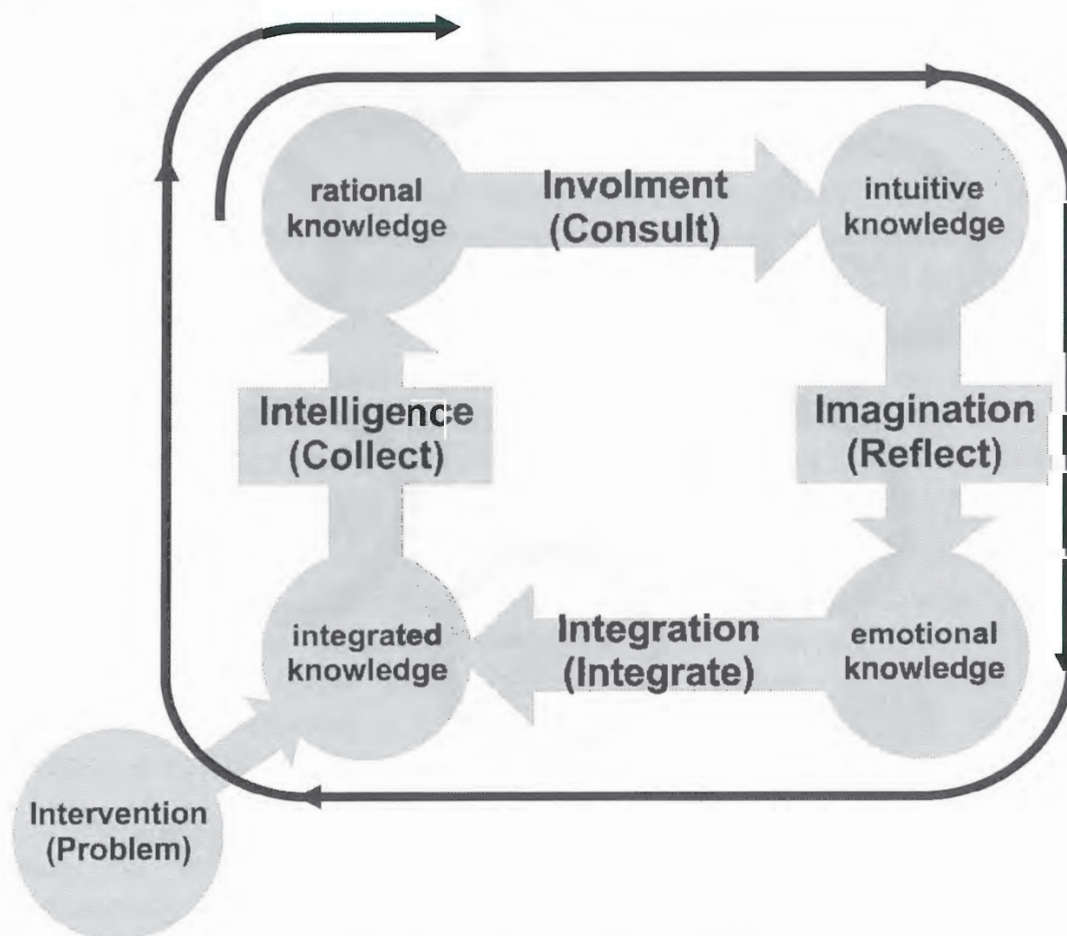 rational
knowledge
Involment
(Consult)
intuitive
knowledge
Intelligence
(Collect)
Imagination
(Reflect)
integrated
knowledge
Integration
(Integrate)
emotional
knowledge
Intervention
(Problem)